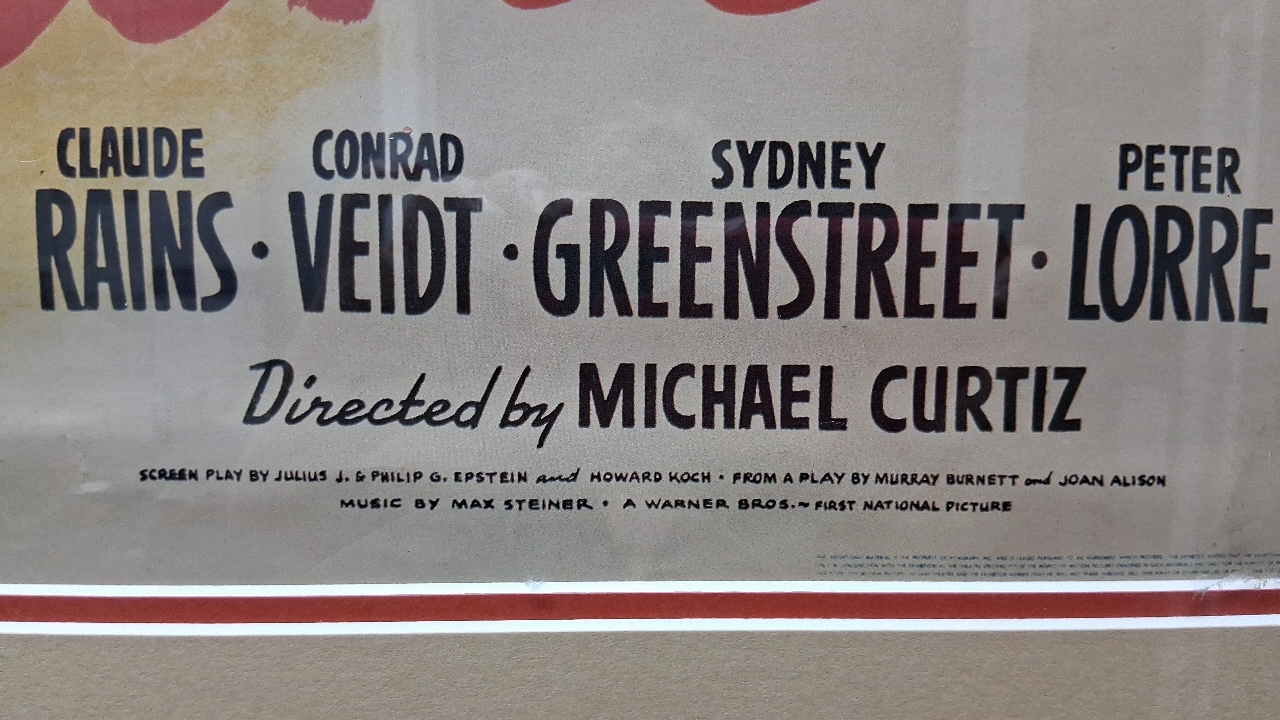 CLAUDE CONRAD SYDNEY PETER
RAINS · VEIDT · GREENSTREET · LORRE
Directed by MICHAEL CURTIZ
SCREEN PLAY BY JULIUS J. & PHILIP G. EPSTEIN and HOWARD KOCH · FROM A PLAY BY MURRAY BURNETT and JOAN ALISON
MUSIC BY MAX STEINER · A WARNER BROS.~FIRST NATIONAL PICTURE